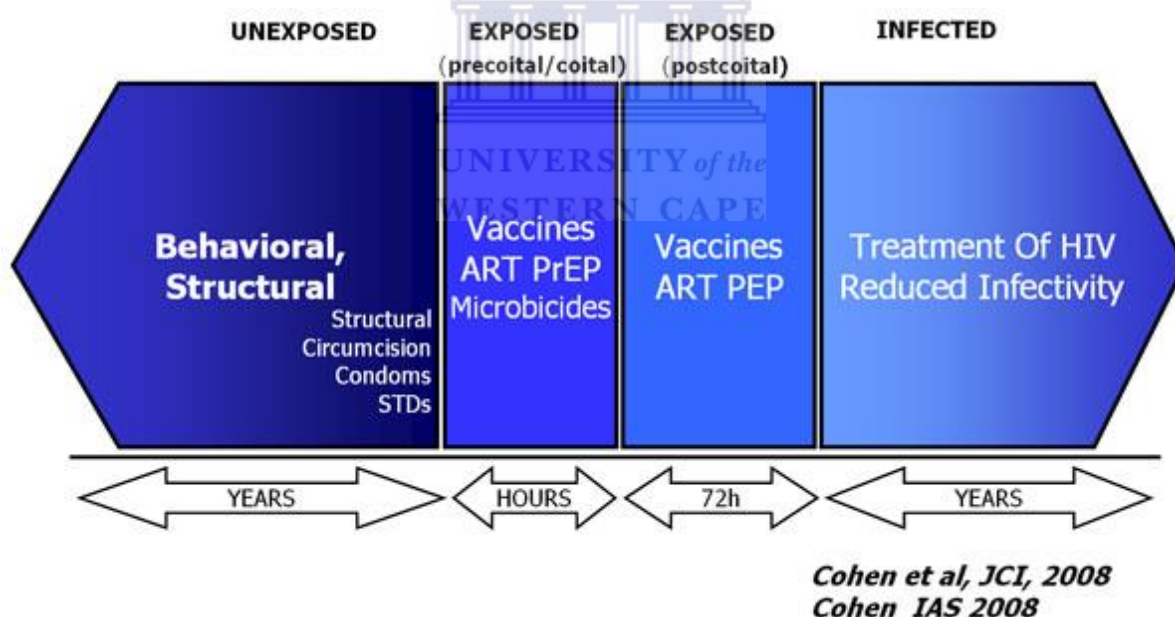 UNEXPOSED
EXPOSED
(precoital/coital)
EXPOSED
(postcoital)
INFECTED
UNIVERSITY of the
WESTERN CAPE
Behavioral,
Structural
Structural
Circumcision
Condoms
STDs
Vaccines
ART PrEP
Microbicides
Vaccines
ART PEP
Treatment Of HIV
Reduced Infectivity
YEARS
HOURS
72h
YEARS
Cohen et al, JCI, 2008
Cohen IAS 2008